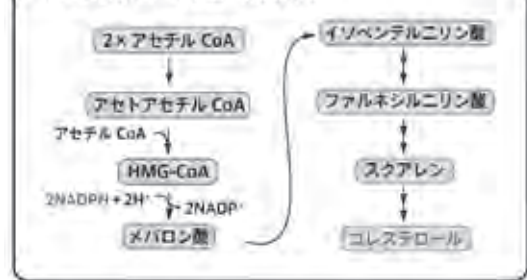 2× アセチル CoA
アセトアセチル CoA
アセチル CoA
HMG-CoA
2NADPH + 2H⁺
2NADP⁺
メバロン酸
イソペンテル二リン酸
ファルネシル二リン酸
スクアレン
コレステロール